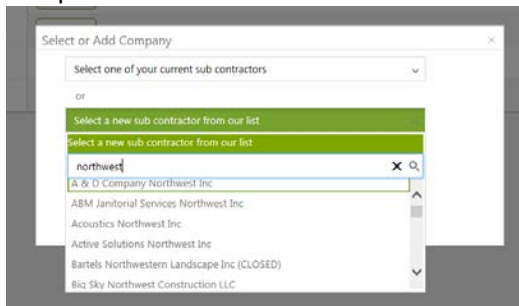 Select or Add Company
Select one of your current sub contractors
or
Select a new sub contractor from our list
Select a new sub contractor from our list
northwest
A & D Company Northwest Inc
ABM Janitorial Services Northwest Inc
Acoustics Northwest Inc
Active Solutions Northwest Inc
Bartels Northwestern Landscape Inc (CLOSED)
Big Sky Northwest Construction LLC